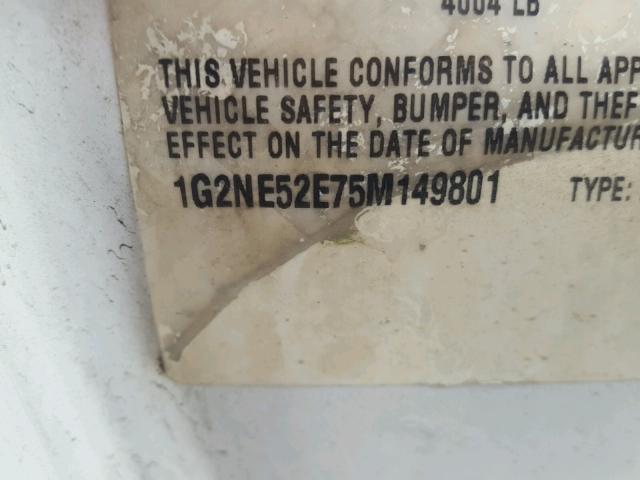 4004 LB
THIS VEHICLE CONFORMS TO ALL APP
VEHICLE SAFETY, BUMPER, AND THEF
EFFECT ON THE DATE OF MANUFACTUR
1G2NE52E75M149801 TYPE: